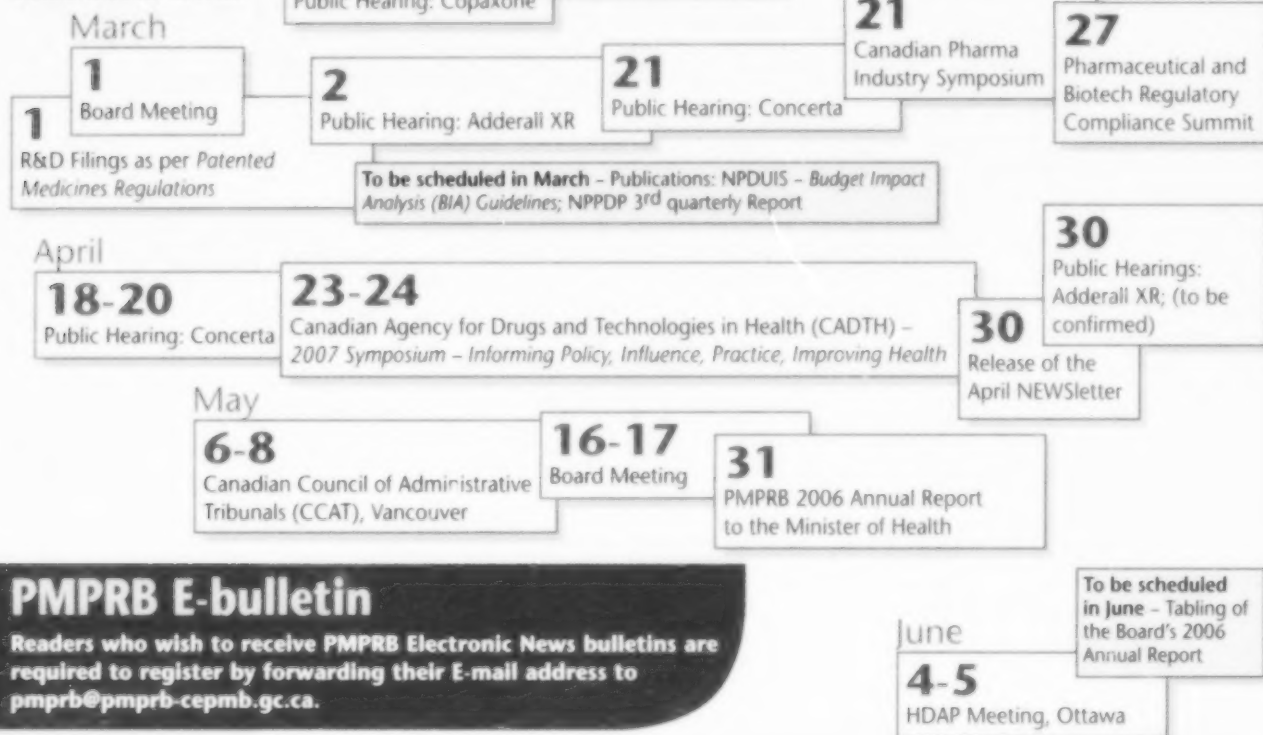 Public Hearing: Copaxone
March
1
Board Meeting
1
R&D Filings as per Patented
Medicines Regulations
2
Public Hearing: Adderall XR
21
Public Hearing: Concerta
21
Canadian Pharma
Industry Symposium
27
Pharmaceutical and
Biotech Regulatory
Compliance Summit
To be scheduled in March – Publications: NPDUIS – Budget Impact
Analysis (BIA) Guidelines; NPPDP 3rd quarterly Report
April
18-20
Public Hearing: Concerta
23-24
Canadian Agency for Drugs and Technologies in Health (CADTH) –
2007 Symposium – Informing Policy, Influence, Practice, Improving Health
30
Release of the
April NEWSletter
30
Public Hearings:
Adderall XR; (to be
confirmed)
May
6-8
Canadian Council of Administrative
Tribunals (CCAT), Vancouver
16-17
Board Meeting
31
PMPRB 2006 Annual Report
to the Minister of Health
PMPRB E-bulletin
Readers who wish to receive PMPRB Electronic News bulletins are
required to register by forwarding their E-mail address to
pmprb@pmprb-cepmb.gc.ca.
June
4-5
HDAP Meeting, Ottawa
To be scheduled
in June – Tabling of
the Board's 2006
Annual Report